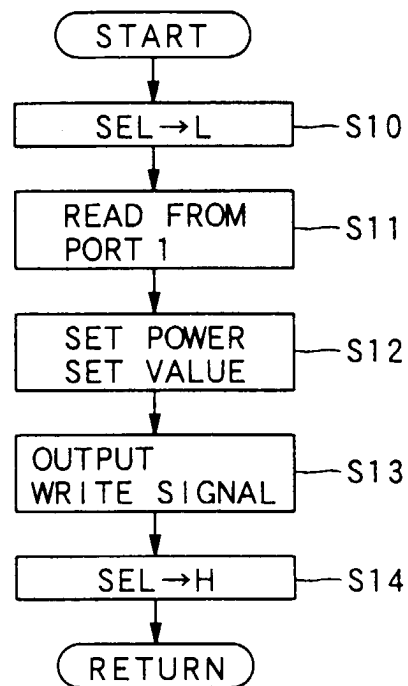 START
SEL→L
S10
READ FROM
PORT 1
S11
SET POWER
SET VALUE
S12
OUTPUT
WRITE SIGNAL
S13
SEL→H
S14
RETURN